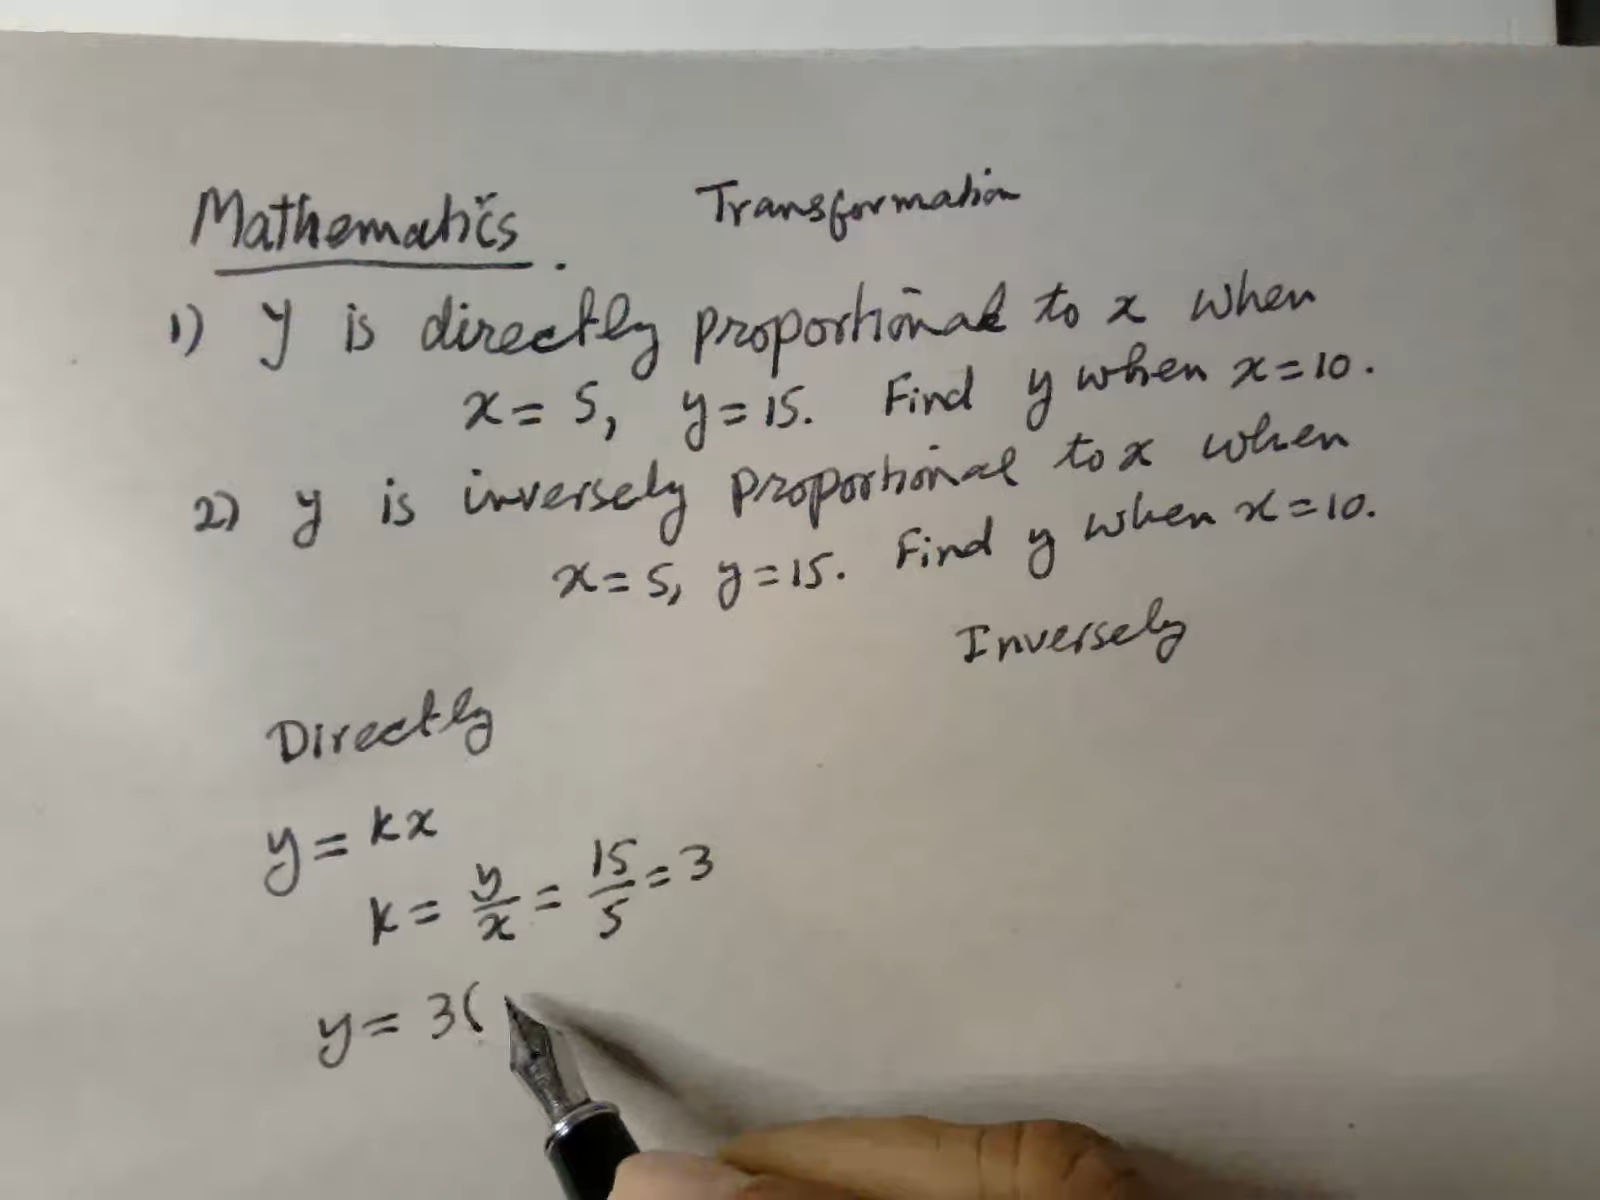 Mathematics. Transformation
1) y is directly proportional to x when
x = 5, y = 15. Find y when x = 10.
2) y is inversely proportional to x when
x = 5, y = 15. Find y when x = 10.
Inversely
Directly
y = kx
k = y/x = 15/5 = 3
y = 3(